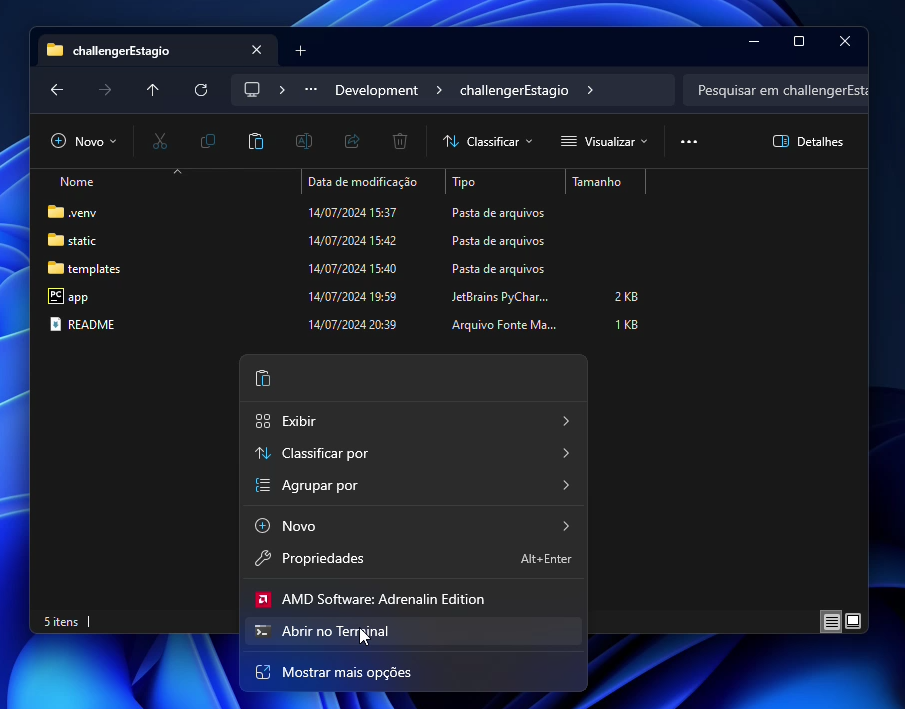 challengerEstagio
Development challengerEstagio
Pesquisar em challengerEsta
Novo Classificar Visualizar Detalhes
Nome Data de modificação Tipo Tamanho
.venv 14/07/2024 15:37 Pasta de arquivos
static 14/07/2024 15:42 Pasta de arquivos
templates 14/07/2024 15:40 Pasta de arquivos
PC app 14/07/2024 19:59 JetBrains PyChar... 2 KB
README 14/07/2024 20:39 Arquivo Fonte Ma... 1 KB
Exibir
Classificar por
Agrupar por
Novo
Propriedades Alt+Enter
AMD Software: Adrenalin Edition
Abrir no Terminal
Mostrar mais opções
5 itens